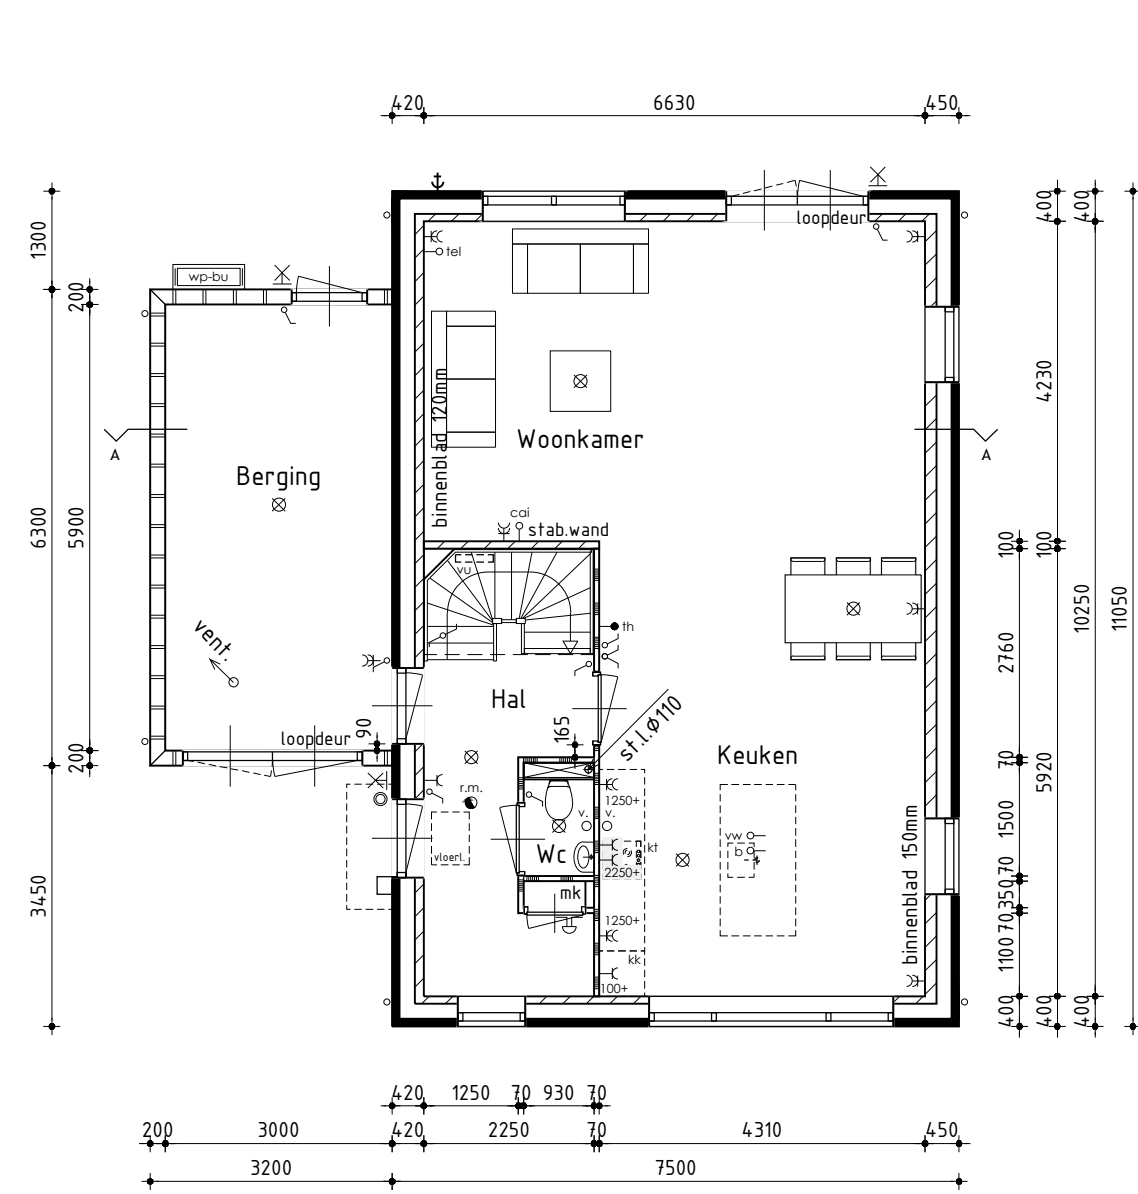 420 6630 450
wp-bu
loopdeur
tel
1300
200
400
400
binnenblad 120mm
Woonkamer
4230
A
A
Berging
6300
5900
cai
stab.wand
100
100
vu
th
10250
11050
vent.
2760
Hal
90
165
st.l.Ø110
loopdeur
Keuken
200
70
5920
r.m.
1250+
v.
v.
1500
vw
b
kt
vloerl.
Wc
2250+
binnenblad 150mm
70
mk
350
3450
1250+
70
kk
1100
100+
400
400
400
420 1250 70 930 70
200 3000 420 2250 70 4310 450
3200 7500